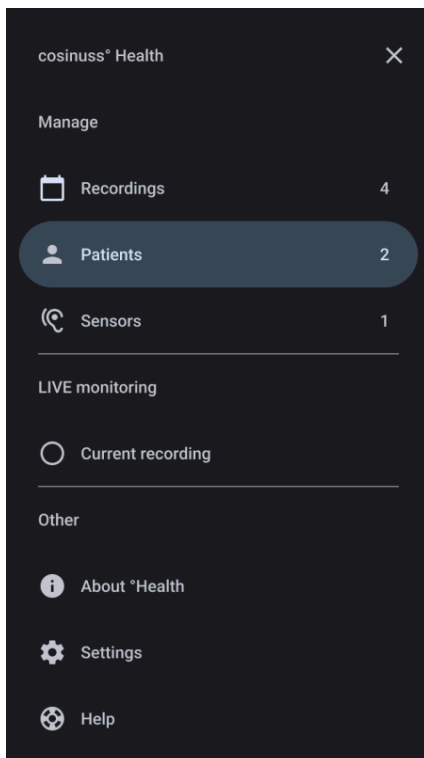 cosinuss° Health
Manage
Recordings 4
Patients 2
Sensors 1
LIVE monitoring
Current recording
Other
About °Health
Settings
Help